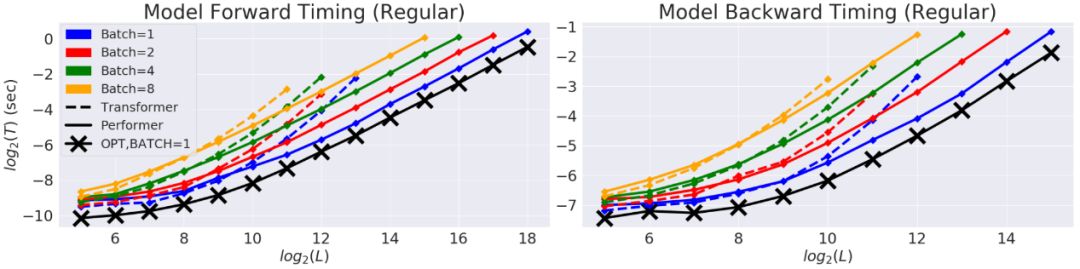 Model Forward Timing (Regular)
log₂(T) (sec)
0
−2
−4
−6
−8
−10
Batch=1
Batch=2
Batch=4
Batch=8
Transformer
Performer
OPT,BATCH=1
6 8 10 12 14 16 18
log₂(L)
Model Backward Timing (Regular)
−1
−2
−3
−4
−5
−6
−7
6 8 10 12 14
log₂(L)